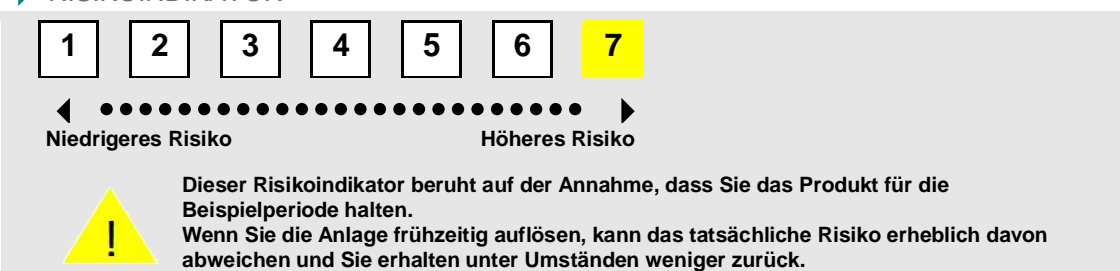 RISIKOINDIKATOR
1 2 3 4 5 6 7
Niedrigeres Risiko Höheres Risiko
Dieser Risikoindikator beruht auf der Annahme, dass Sie das Produkt für die
Beispielperiode halten.
Wenn Sie die Anlage frühzeitig auflösen, kann das tatsächliche Risiko erheblich davon
abweichen und Sie erhalten unter Umständen weniger zurück.